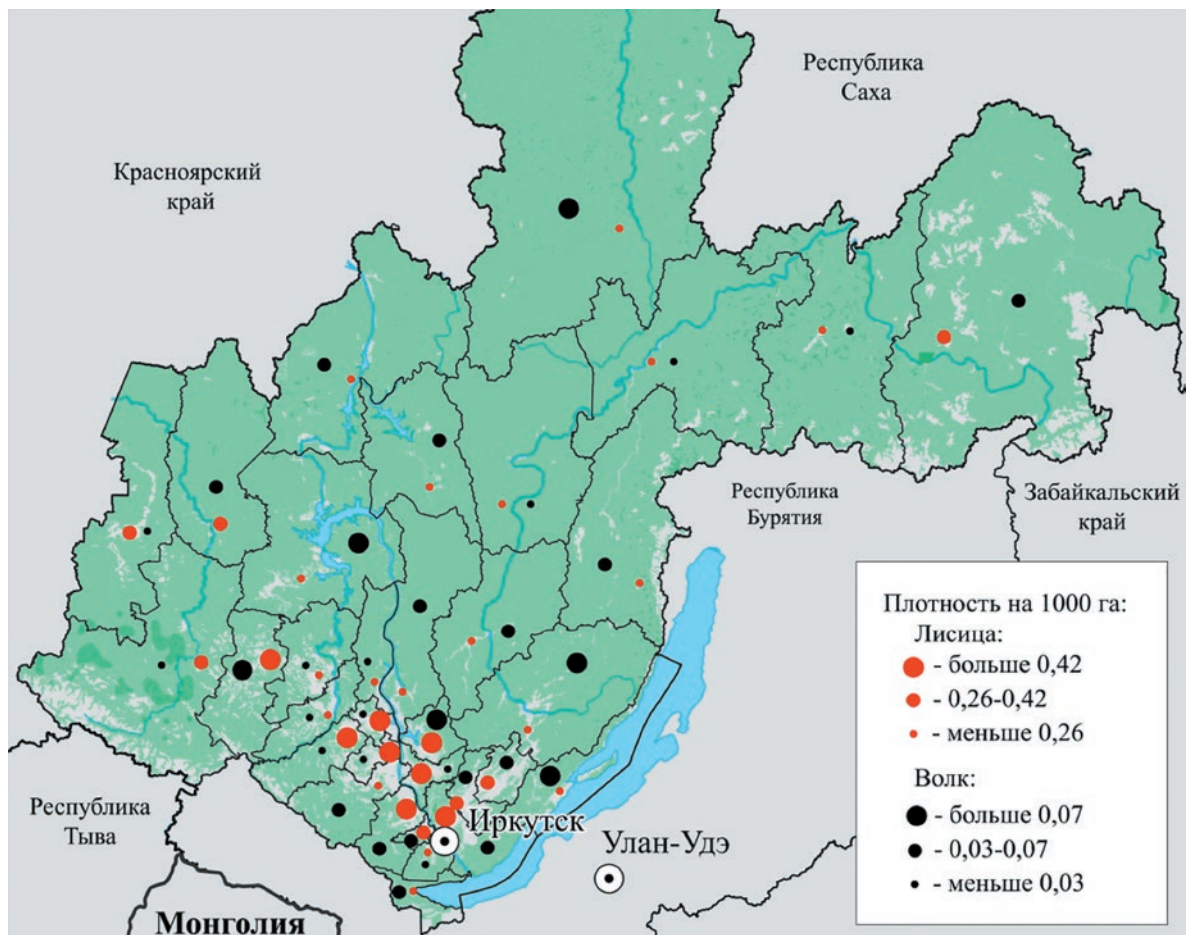 Республика
Саха
Красноярский
край
Республика
Бурятия
Забайкальский
край
Плотность на 1000 га:
Лисица:
- больше 0,42
- 0,26-0,42
- меньше 0,26
Волк:
- больше 0,07
- 0,03-0,07
- меньше 0,03
Республика
Тыва
Иркутск
Улан-Удэ
Монголия